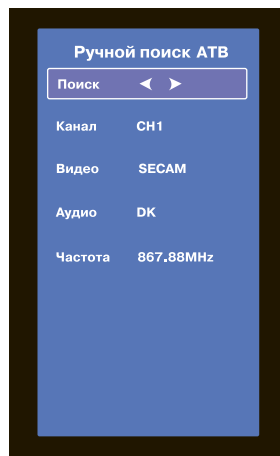 Ручной поиск АТВ
Поиск
Канал CH1
Видео SECAM
Аудио DK
Частота 867.88MHz